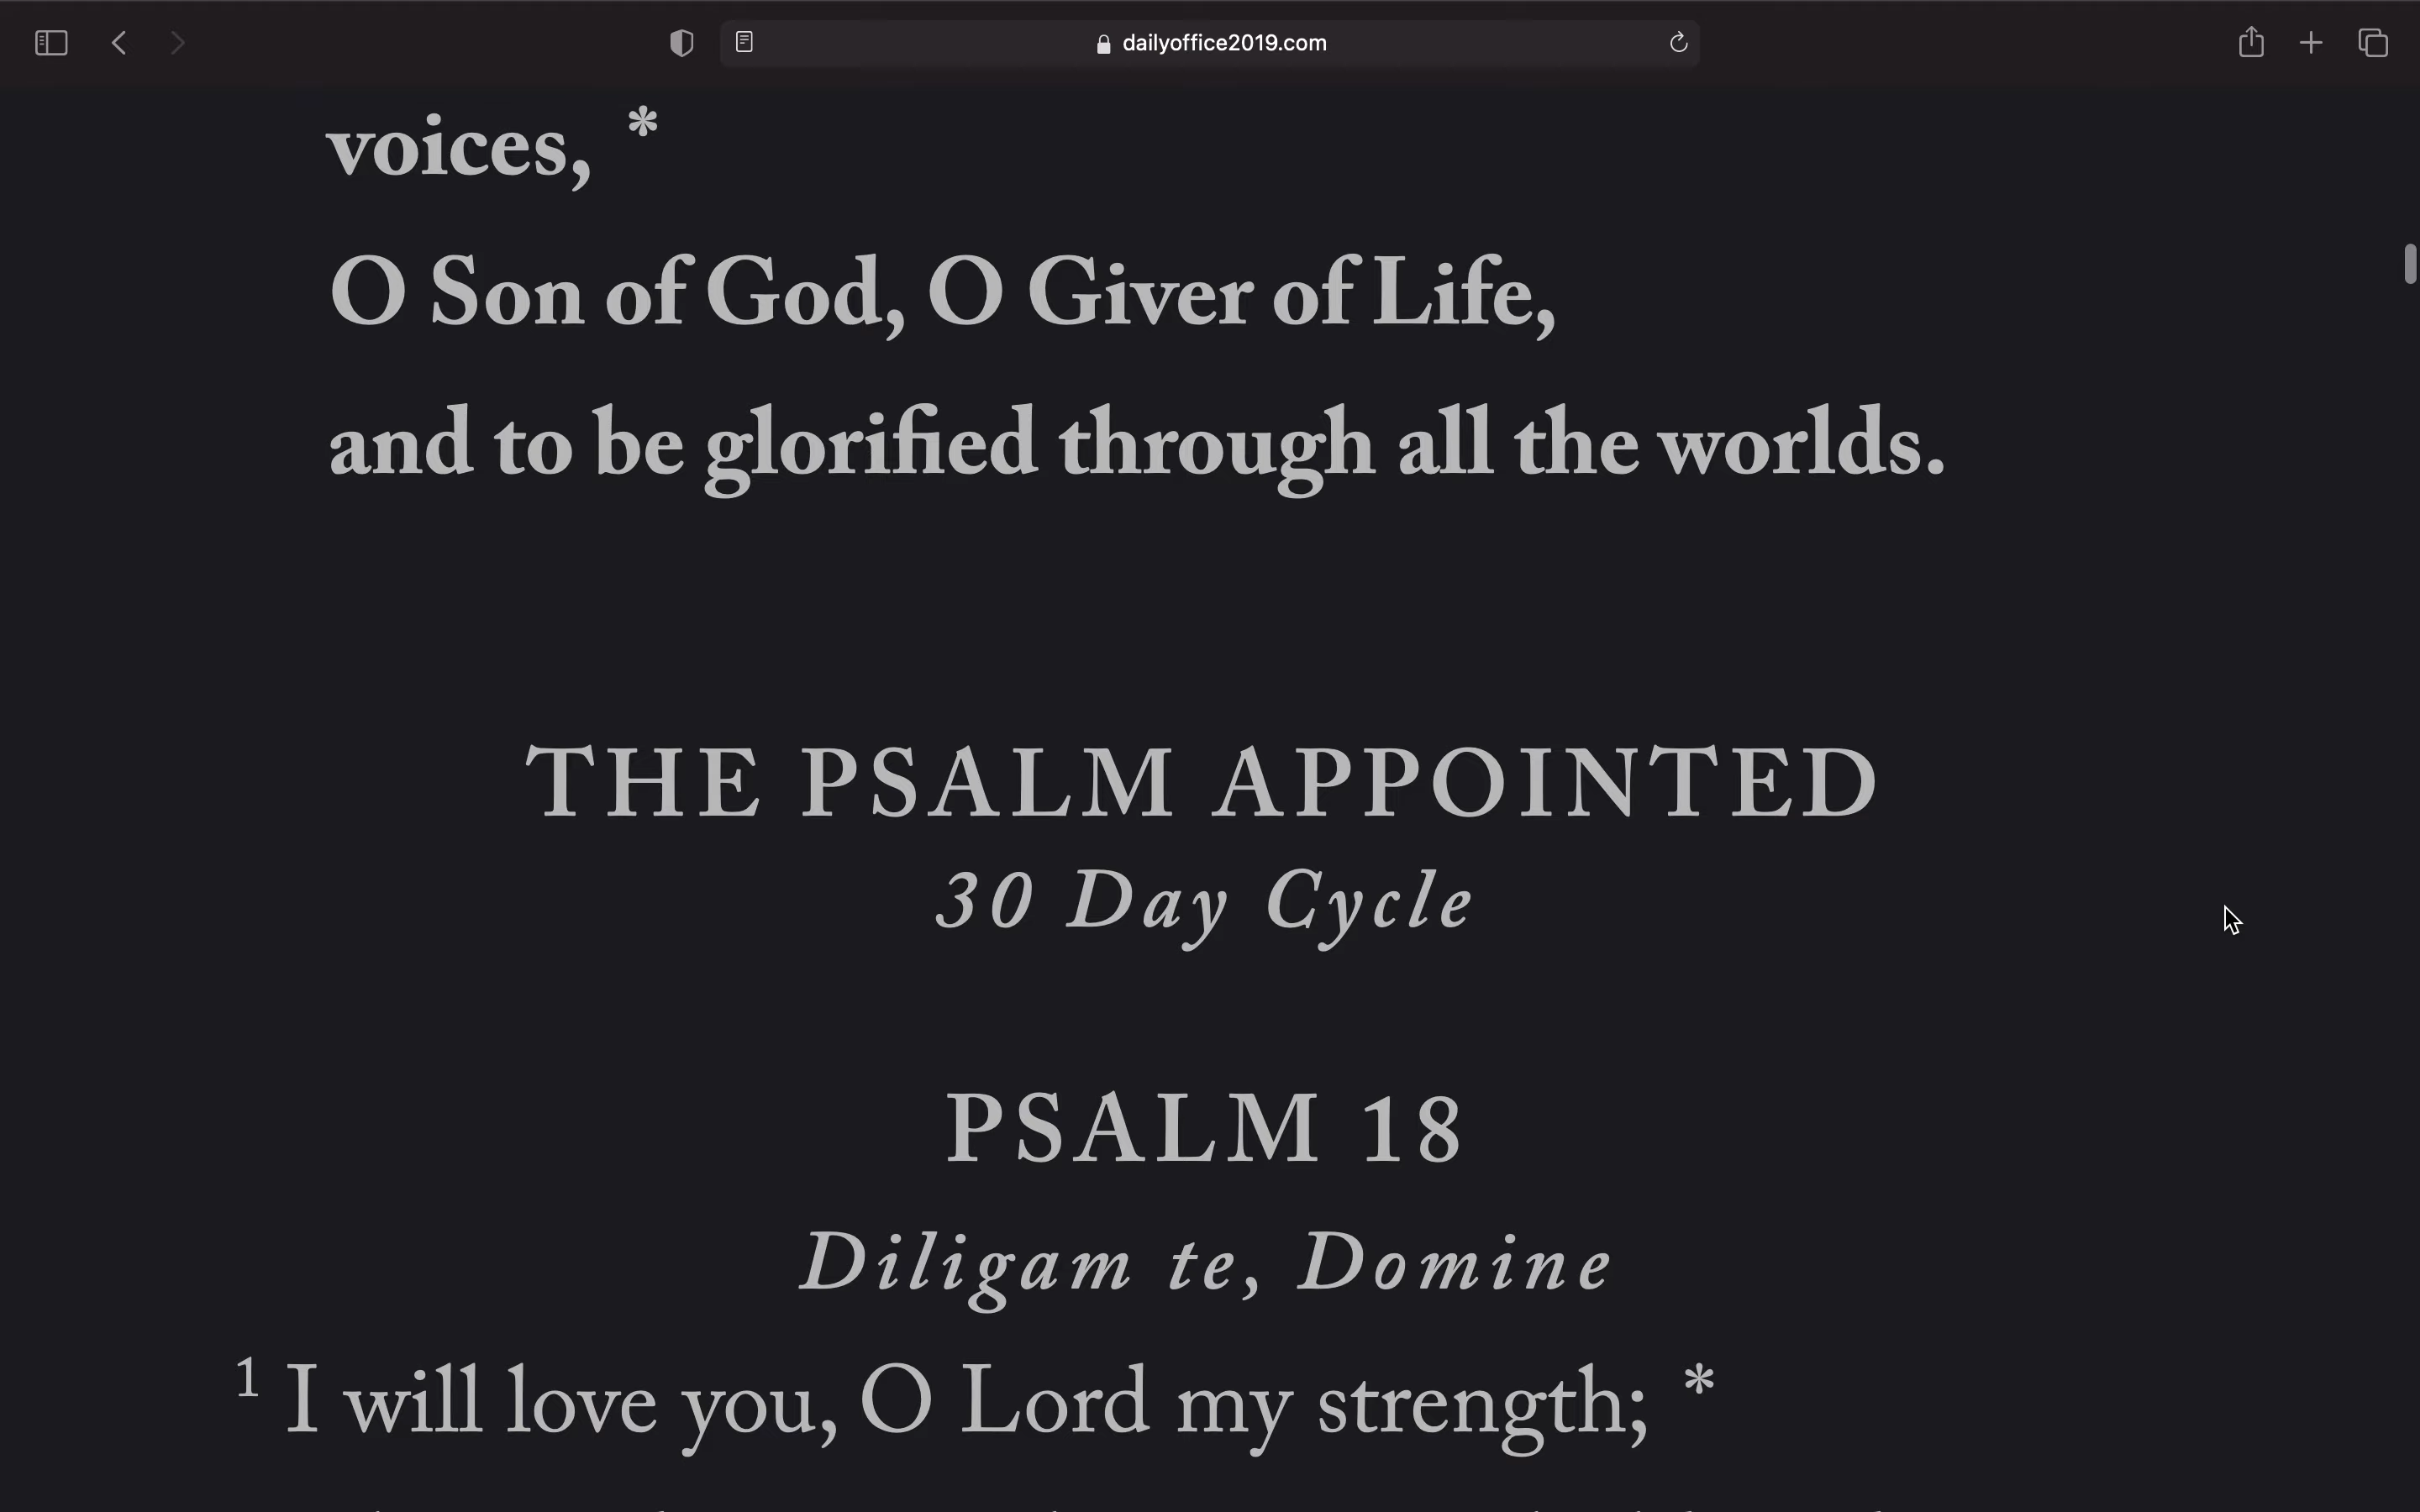 dailyoffice2019.com
voices, *
O Son of God, O Giver of Life,
and to be glorified through all the worlds.
THE PSALM APPOINTED
30 Day Cycle
PSALM 18
Diligam te, Domine
1 I will love you, O Lord my strength; *